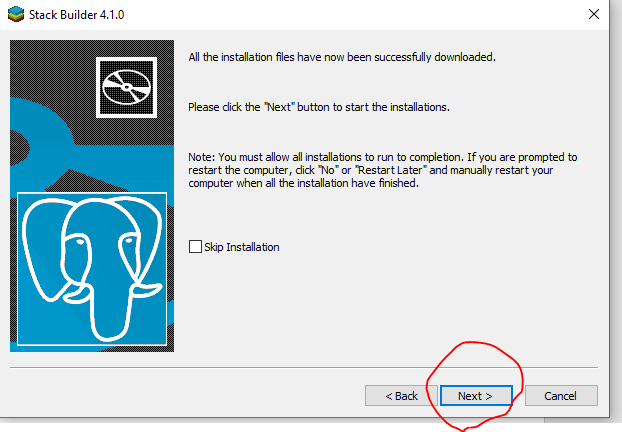 Stack Builder 4.1.0
All the installation files have now been successfully downloaded.
Please click the "Next" button to start the installations.
Note: You must allow all installations to run to completion. If you are prompted to
restart the computer, click "No" or "Restart Later" and manually restart your
computer when all the installation have finished.
Skip Installation
< Back
Next >
Cancel